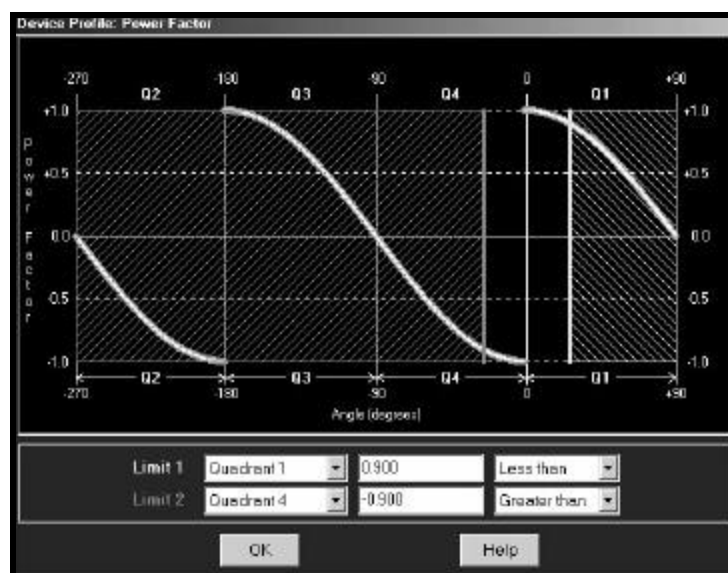 Device Profile: Power Factor
-270 -180 -90 0 +90
Q2 Q3 Q4 Q1
+1.0 +1.0
+0.5 +0.5
0.0 0.0
-0.5 -0.5
-1.0 -1.0
Power Factor
Q2 Q3 Q4 Q1
-270 -180 -90 0 +90
Angle (degrees)
Limit 1 Quadrant 1 0.900 Less than
Limit 2 Quadrant 4 -0.900 Greater than
OK Help